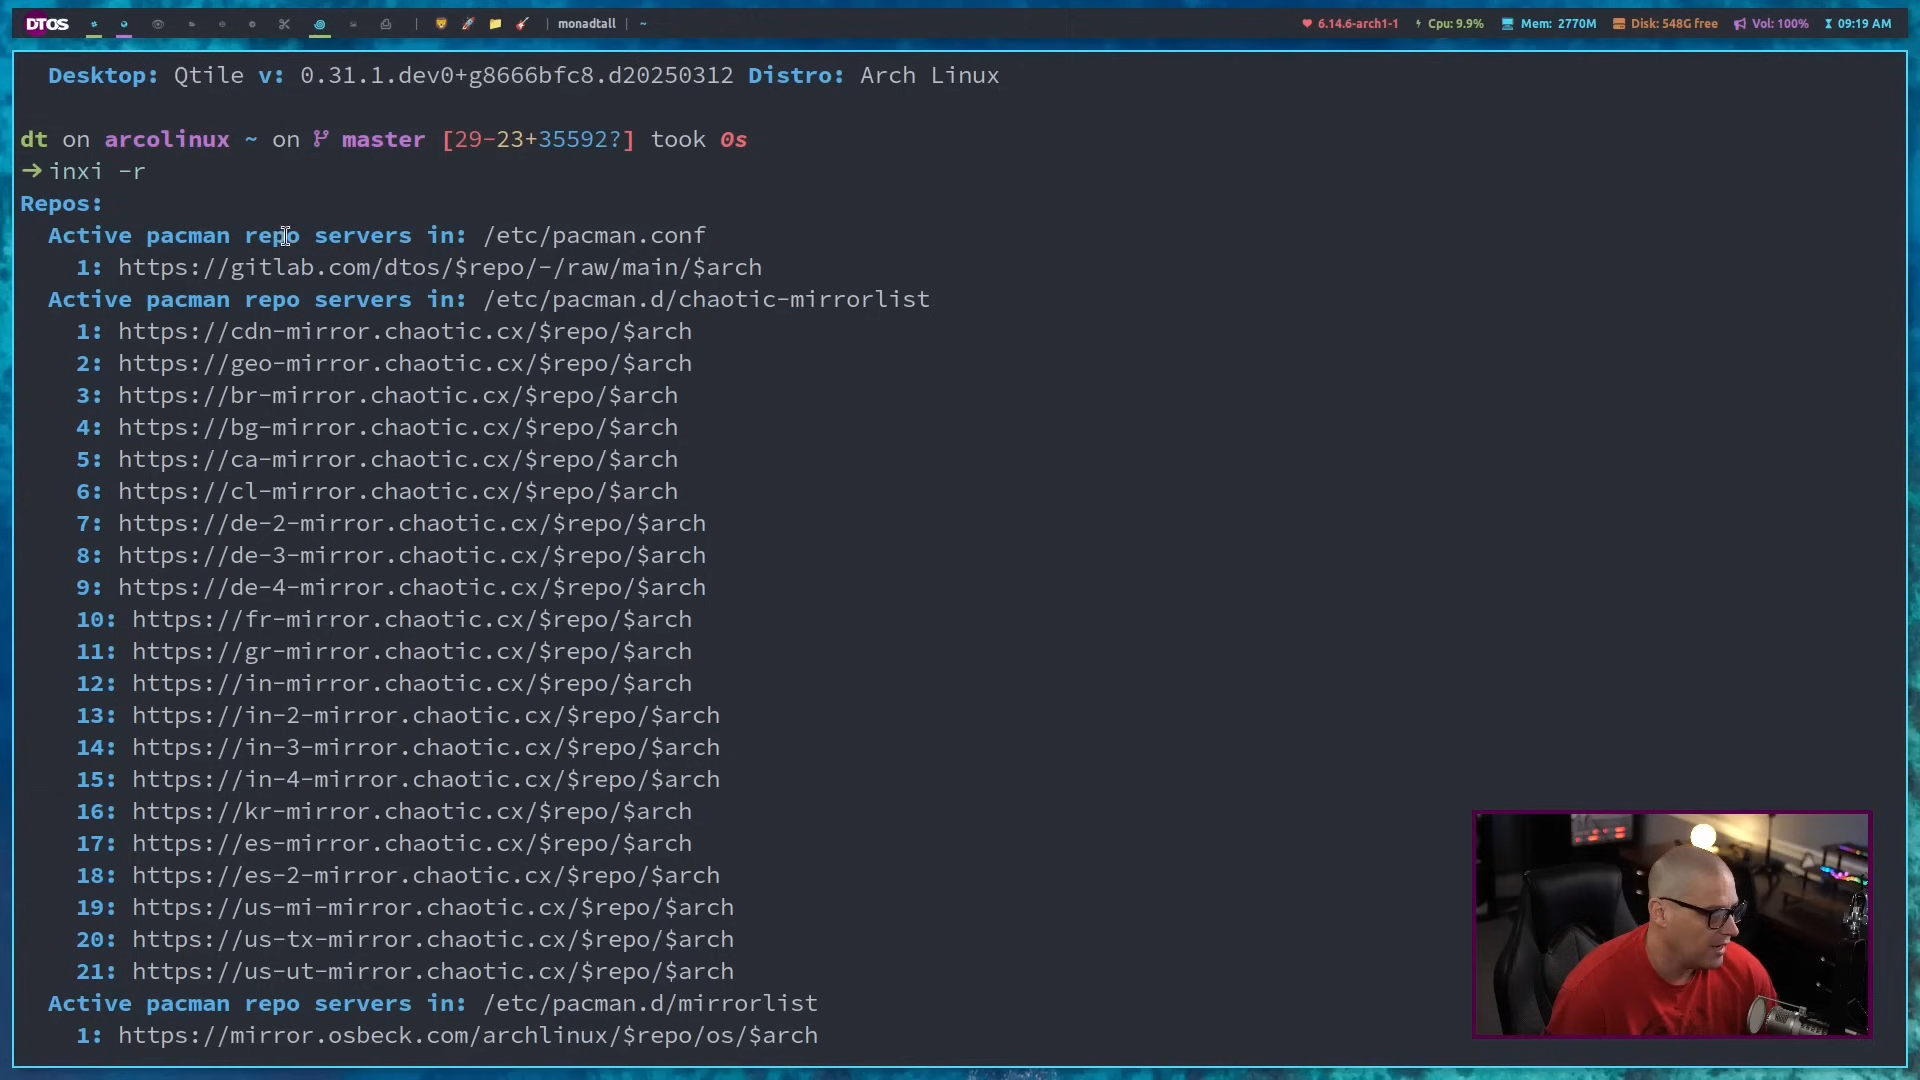 DTOS monadtall ~ 6.14.6-arch1-1 Cpu: 9.9% Mem: 2770M Disk: 548G free Vol: 100% 09:19 AM
Desktop: Qtile v: 0.31.1.dev0+g8666bfc8.d20250312 Distro: Arch Linux
dt on arcolinux ~ on master [29-23+35592?] took 0s
→ inxi -r
Repos:
Active pacman repo servers in: /etc/pacman.conf
1: https://gitlab.com/dtos/$repo/-/raw/main/$arch
Active pacman repo servers in: /etc/pacman.d/chaotic-mirrorlist
1: https://cdn-mirror.chaotic.cx/$repo/$arch
2: https://geo-mirror.chaotic.cx/$repo/$arch
3: https://br-mirror.chaotic.cx/$repo/$arch
4: https://bg-mirror.chaotic.cx/$repo/$arch
5: https://ca-mirror.chaotic.cx/$repo/$arch
6: https://cl-mirror.chaotic.cx/$repo/$arch
7: https://de-2-mirror.chaotic.cx/$repo/$arch
8: https://de-3-mirror.chaotic.cx/$repo/$arch
9: https://de-4-mirror.chaotic.cx/$repo/$arch
10: https://fr-mirror.chaotic.cx/$repo/$arch
11: https://gr-mirror.chaotic.cx/$repo/$arch
12: https://in-mirror.chaotic.cx/$repo/$arch
13: https://in-2-mirror.chaotic.cx/$repo/$arch
14: https://in-3-mirror.chaotic.cx/$repo/$arch
15: https://in-4-mirror.chaotic.cx/$repo/$arch
16: https://kr-mirror.chaotic.cx/$repo/$arch
17: https://es-mirror.chaotic.cx/$repo/$arch
18: https://es-2-mirror.chaotic.cx/$repo/$arch
19: https://us-mi-mirror.chaotic.cx/$repo/$arch
20: https://us-tx-mirror.chaotic.cx/$repo/$arch
21: https://us-ut-mirror.chaotic.cx/$repo/$arch
Active pacman repo servers in: /etc/pacman.d/mirrorlist
1: https://mirror.osbeck.com/archlinux/$repo/os/$arch